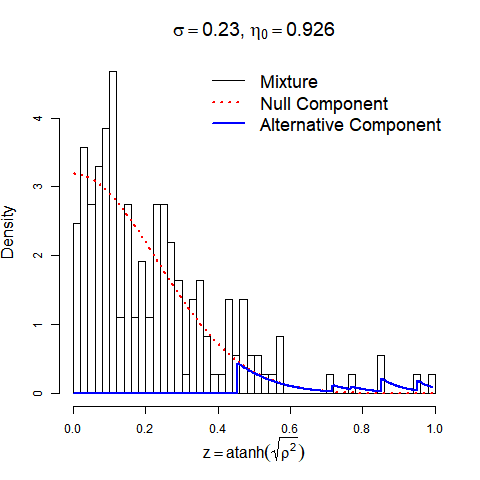 σ = 0.23, η₀ = 0.926
Mixture
Null Component
Alternative Component
Density
4
3
2
1
0
0.0 0.2 0.4 0.6 0.8 1.0
z = atanh(√ρ²)